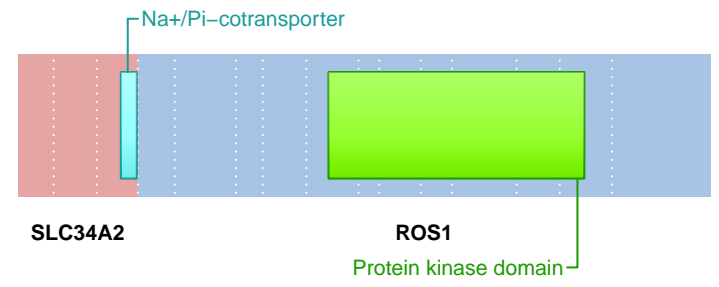 Na+/Pi−cotransporter
SLC34A2 ROS1
Protein kinase domain